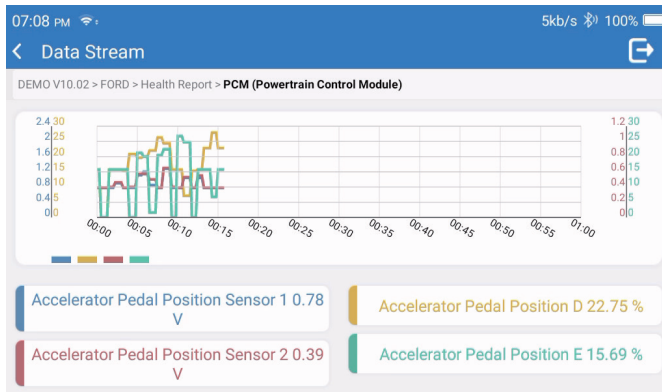 07:08 PM 5kb/s 100%
Data Stream
DEMO V10.02 > FORD > Health Report > PCM (Powertrain Control Module)
2.4 30 1.2 30
2 25 1 25
1.6 20 0.8 20
1.2 15 0.6 15
0.8 10 0.4 10
0.4 5 0.2 5
0 0 0 0
00:00 00:05 00:10 00:15 00:20 00:25 00:30 00:35 00:40 00:45 00:50 00:55 01:00
Accelerator Pedal Position Sensor 1 0.78
V
Accelerator Pedal Position D 22.75 %
Accelerator Pedal Position Sensor 2 0.39
V
Accelerator Pedal Position E 15.69 %